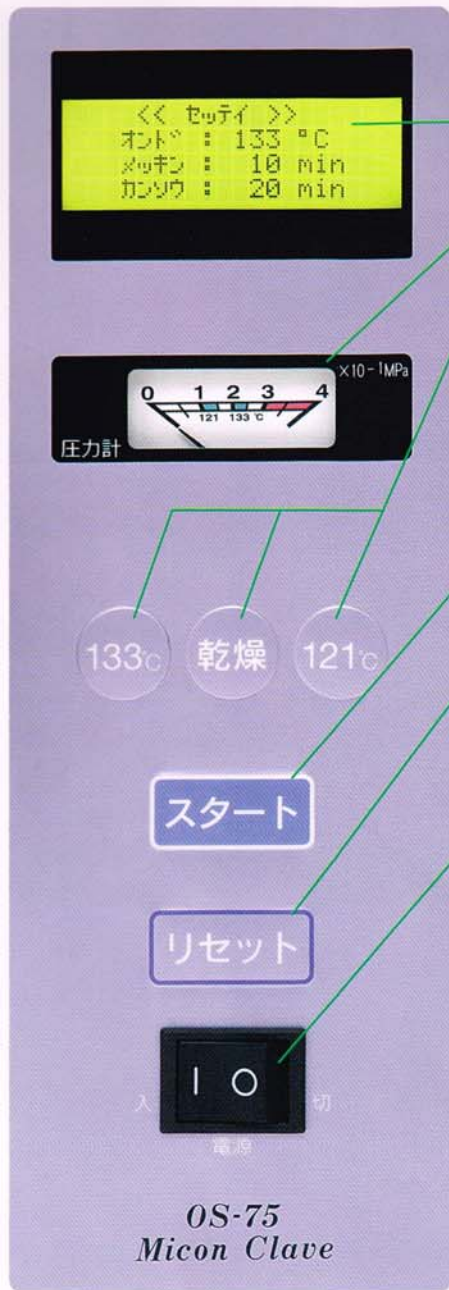 << セッテイ >>
オンド : 133 °C
メッキン : 10 min
カンソウ : 20 min
×10-1MPa
0 1 2 3 4
121 133℃
圧力計
133℃ 乾燥 121℃
スタート
リセット
入 I O 切
電源
OS-75
Micon Clave